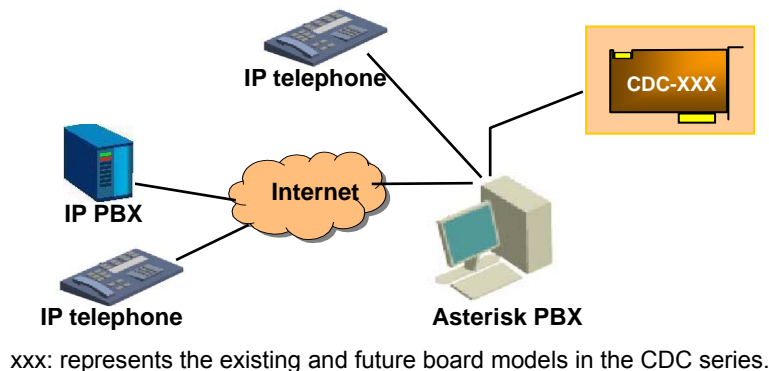 IP telephone
CDC-XXX
Internet
IP PBX
IP telephone
Asterisk PBX
xxx: represents the existing and future board models in the CDC series.